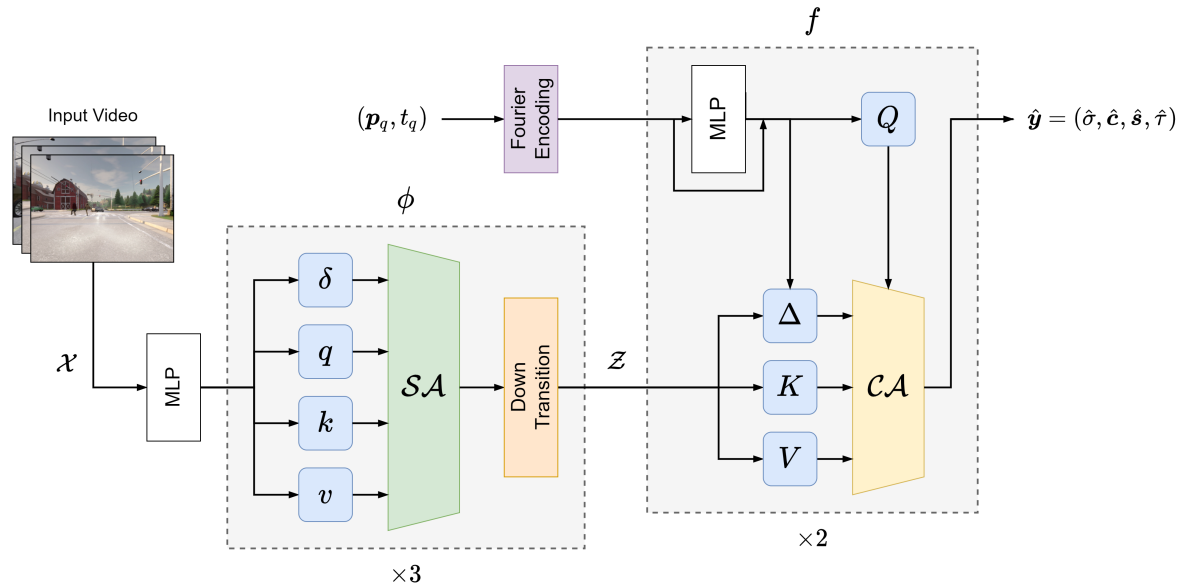 f
Input Video
(p_q, t_q)
Fourier
Encoding
MLP
Q
ŷ = (σ̂, ĉ, ŝ, τ̂)
ϕ
δ
q
k
v
𝒮𝒜
Down
Transition
𝒳
MLP
𝒵
Δ
K
V
𝒞𝒜
×2
×3